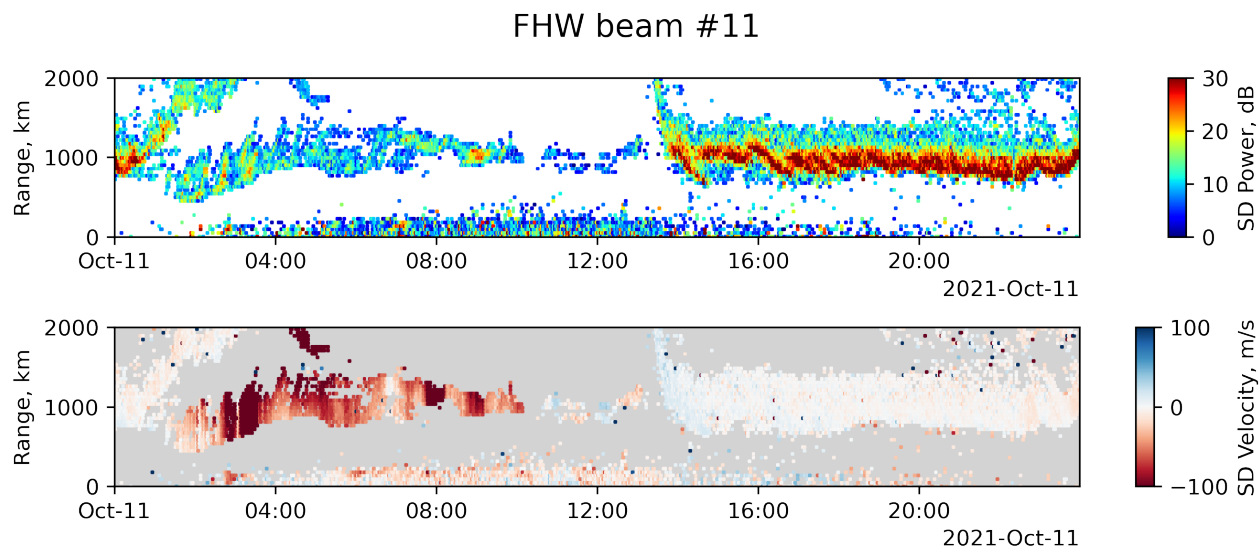 FHW beam #11
2000
1000
0
Range, km
Oct-11 04:00 08:00 12:00 16:00 20:00
2021-Oct-11
30
20
10
0
SD Power, dB
2000
1000
0
Range, km
Oct-11 04:00 08:00 12:00 16:00 20:00
2021-Oct-11
100
0
−100
SD Velocity, m/s